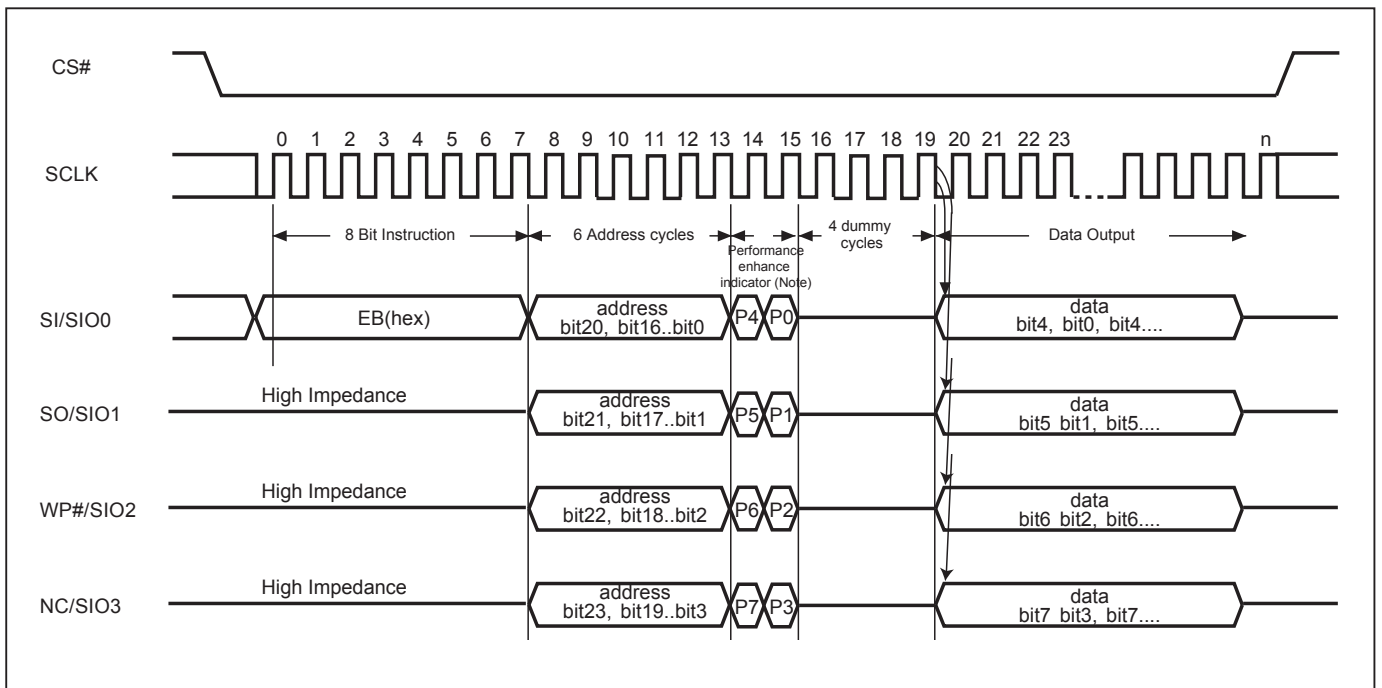 CS#
0 1 2 3 4 5 6 7 8 9 10 11 12 13 14 15 16 17 18 19 20 21 22 23 n
SCLK
8 Bit Instruction
6 Address cycles
Performance
enhance
indicator (Note)
4 dummy
cycles
Data Output
SI/SIO0
EB(hex)
address
bit20, bit16..bit0
P4 P0
data
bit4, bit0, bit4....
SO/SIO1
High Impedance
address
bit21, bit17..bit1
P5 P1
data
bit5 bit1, bit5....
WP#/SIO2
High Impedance
address
bit22, bit18..bit2
P6 P2
data
bit6 bit2, bit6....
NC/SIO3
High Impedance
address
bit23, bit19..bit3
P7 P3
data
bit7 bit3, bit7....